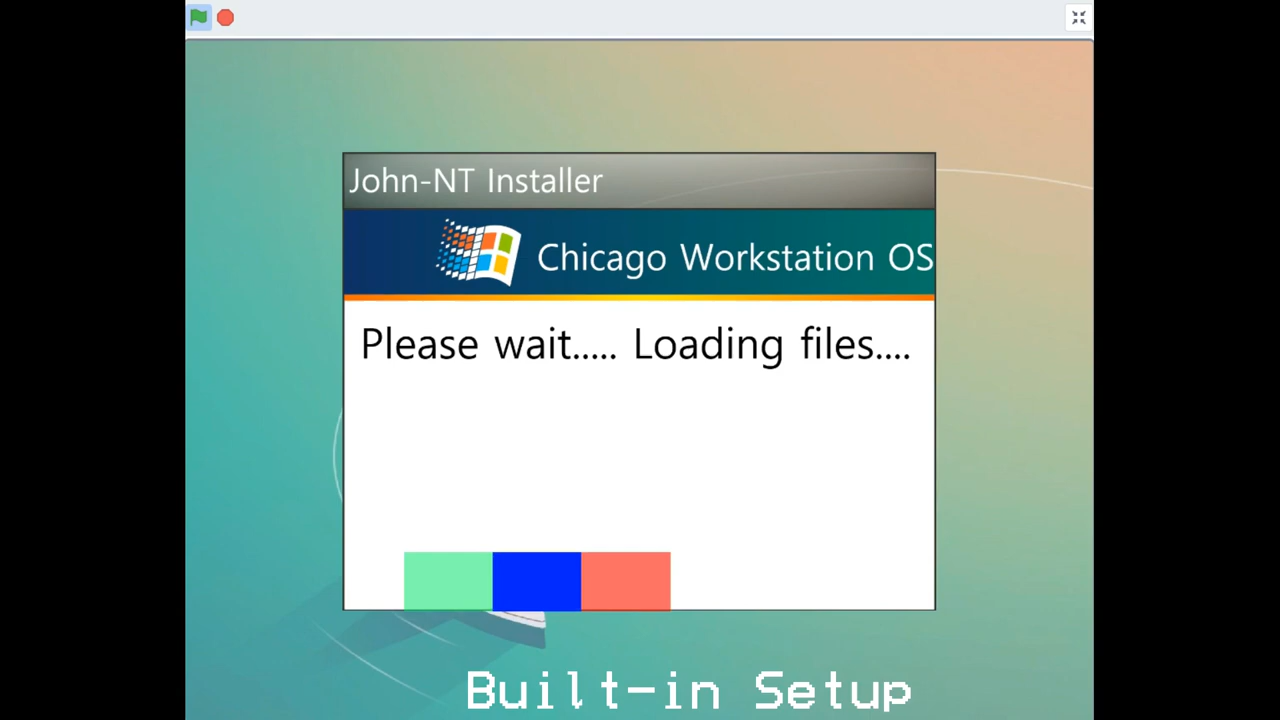 John-NT Installer
Chicago Workstation OS
Please wait..... Loading files....
Built-in Setup